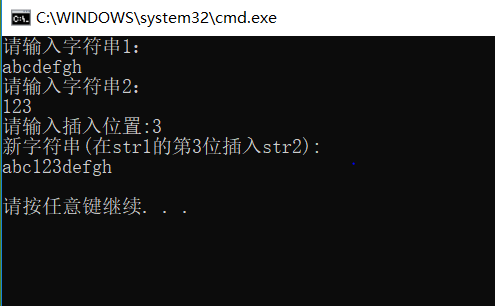 C:\WINDOWS\system32\cmd.exe
请输入字符串1:
abcdefgh
请输入字符串2:
123
请输入插入位置:3
新字符串(在str1的第3位插入str2):
abc123defgh
请按任意键继续. . .